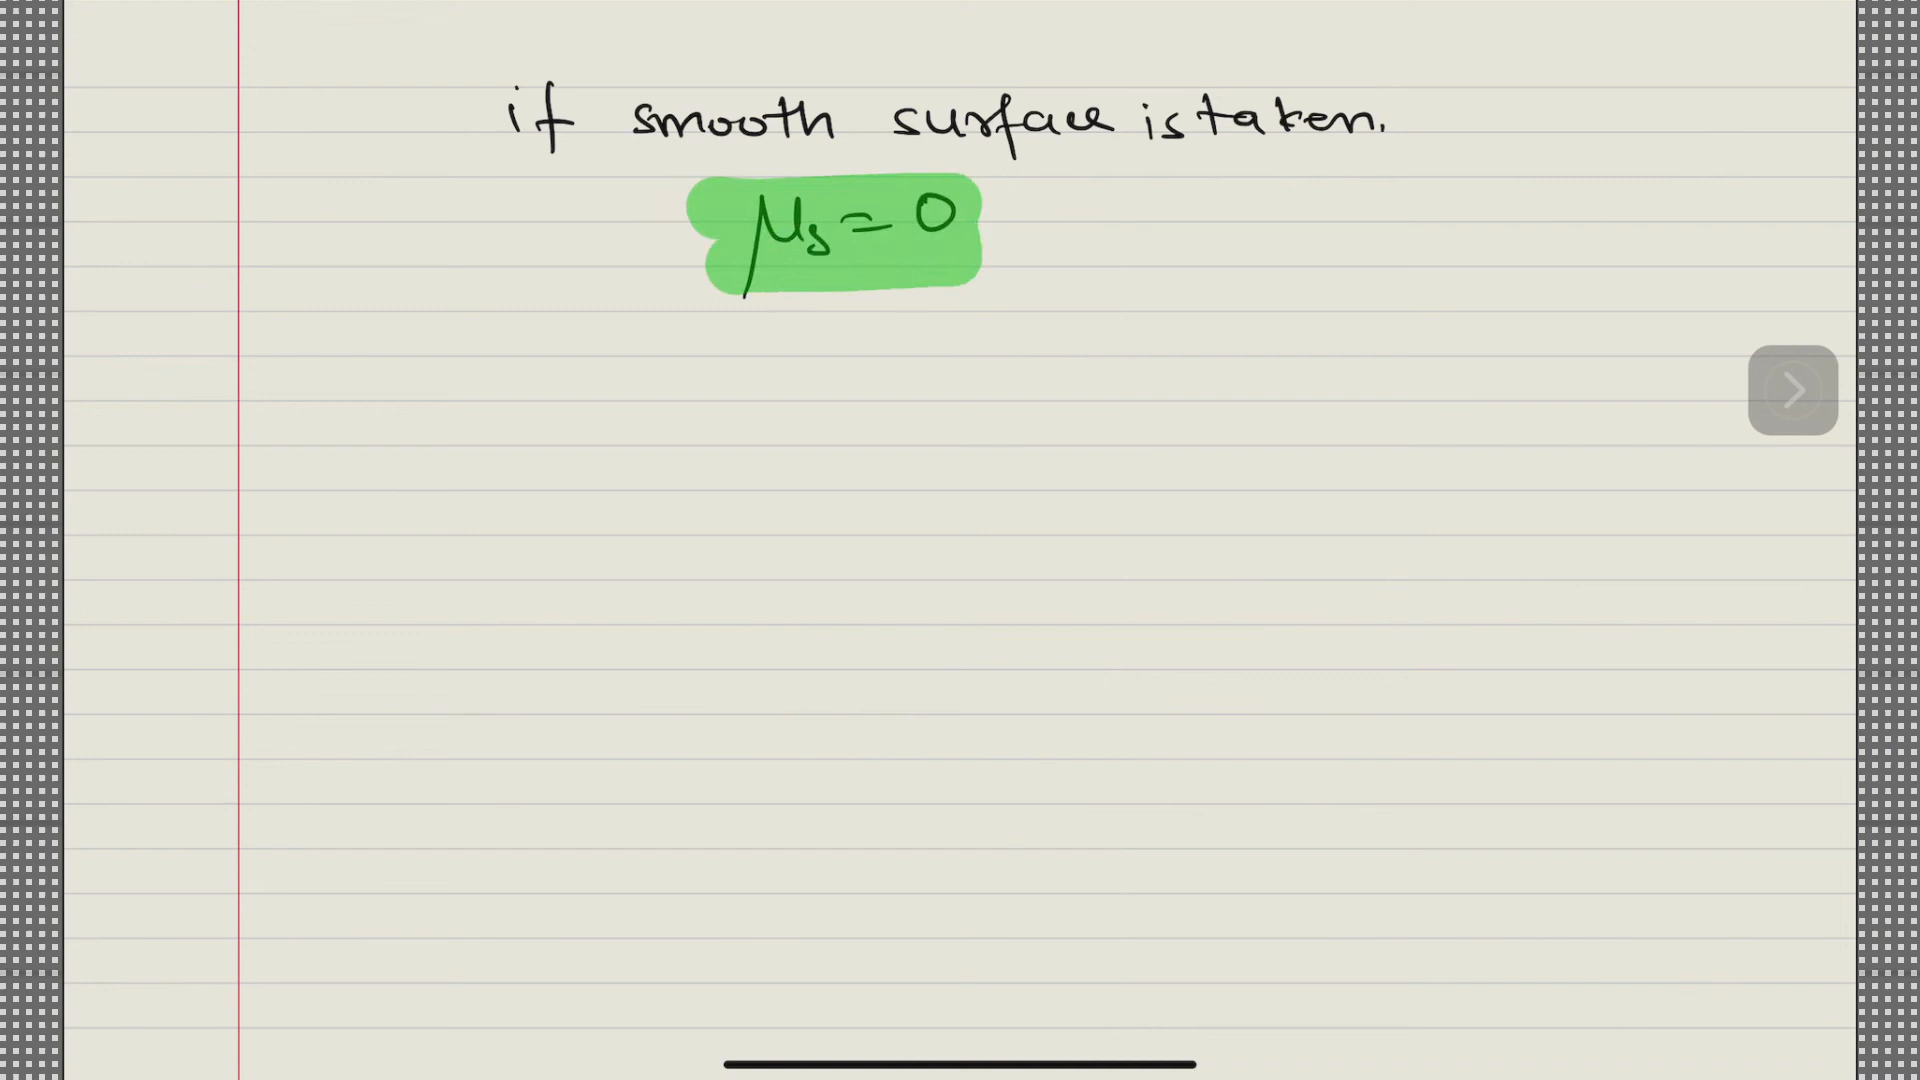 if smooth surface is taken.
μs = 0